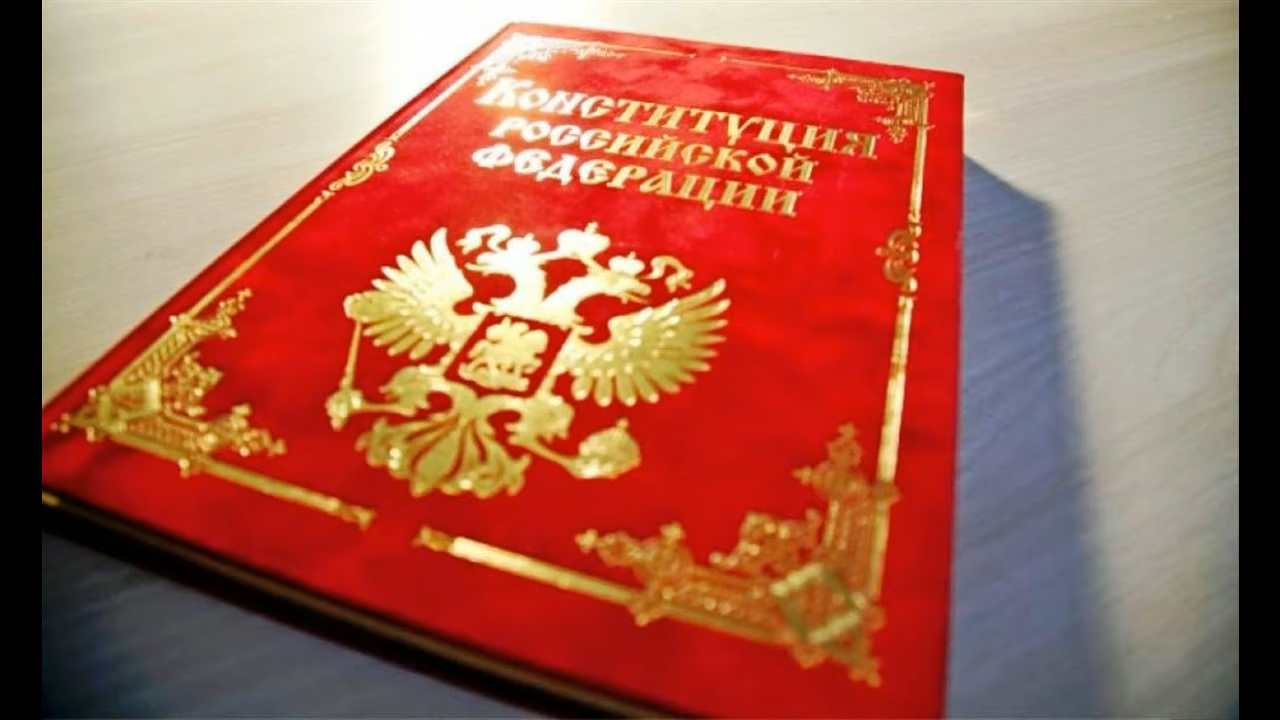 Конституция
российской
федерации